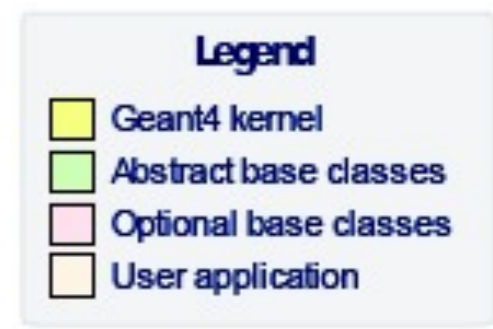 Legend
Geant4 kernel
Abstract base classes
Optional base classes
User application